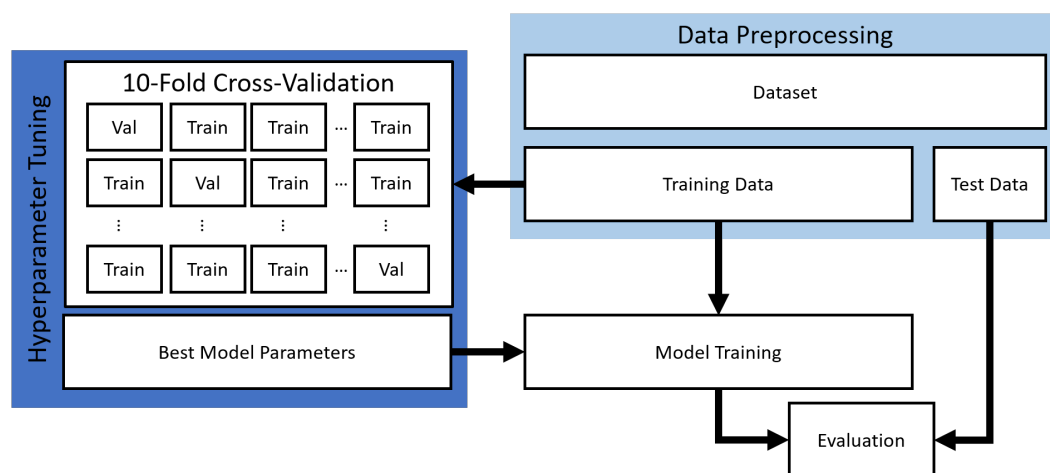 Data Preprocessing
Dataset
Training Data
Test Data
Hyperparameter Tuning
10-Fold Cross-Validation
Val Train Train ... Train
Train Val Train ... Train
⋮ ⋮ ⋮ ⋮
Train Train Train ... Val
Best Model Parameters
Model Training
Evaluation